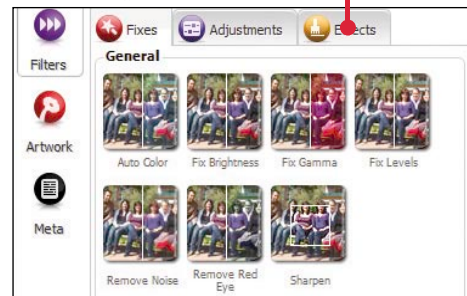 Fixes Adjustments Effects
Filters
General
Auto Color Fix Brightness Fix Gamma Fix Levels
Artwork
Meta
Remove Noise Remove Red Eye Sharpen